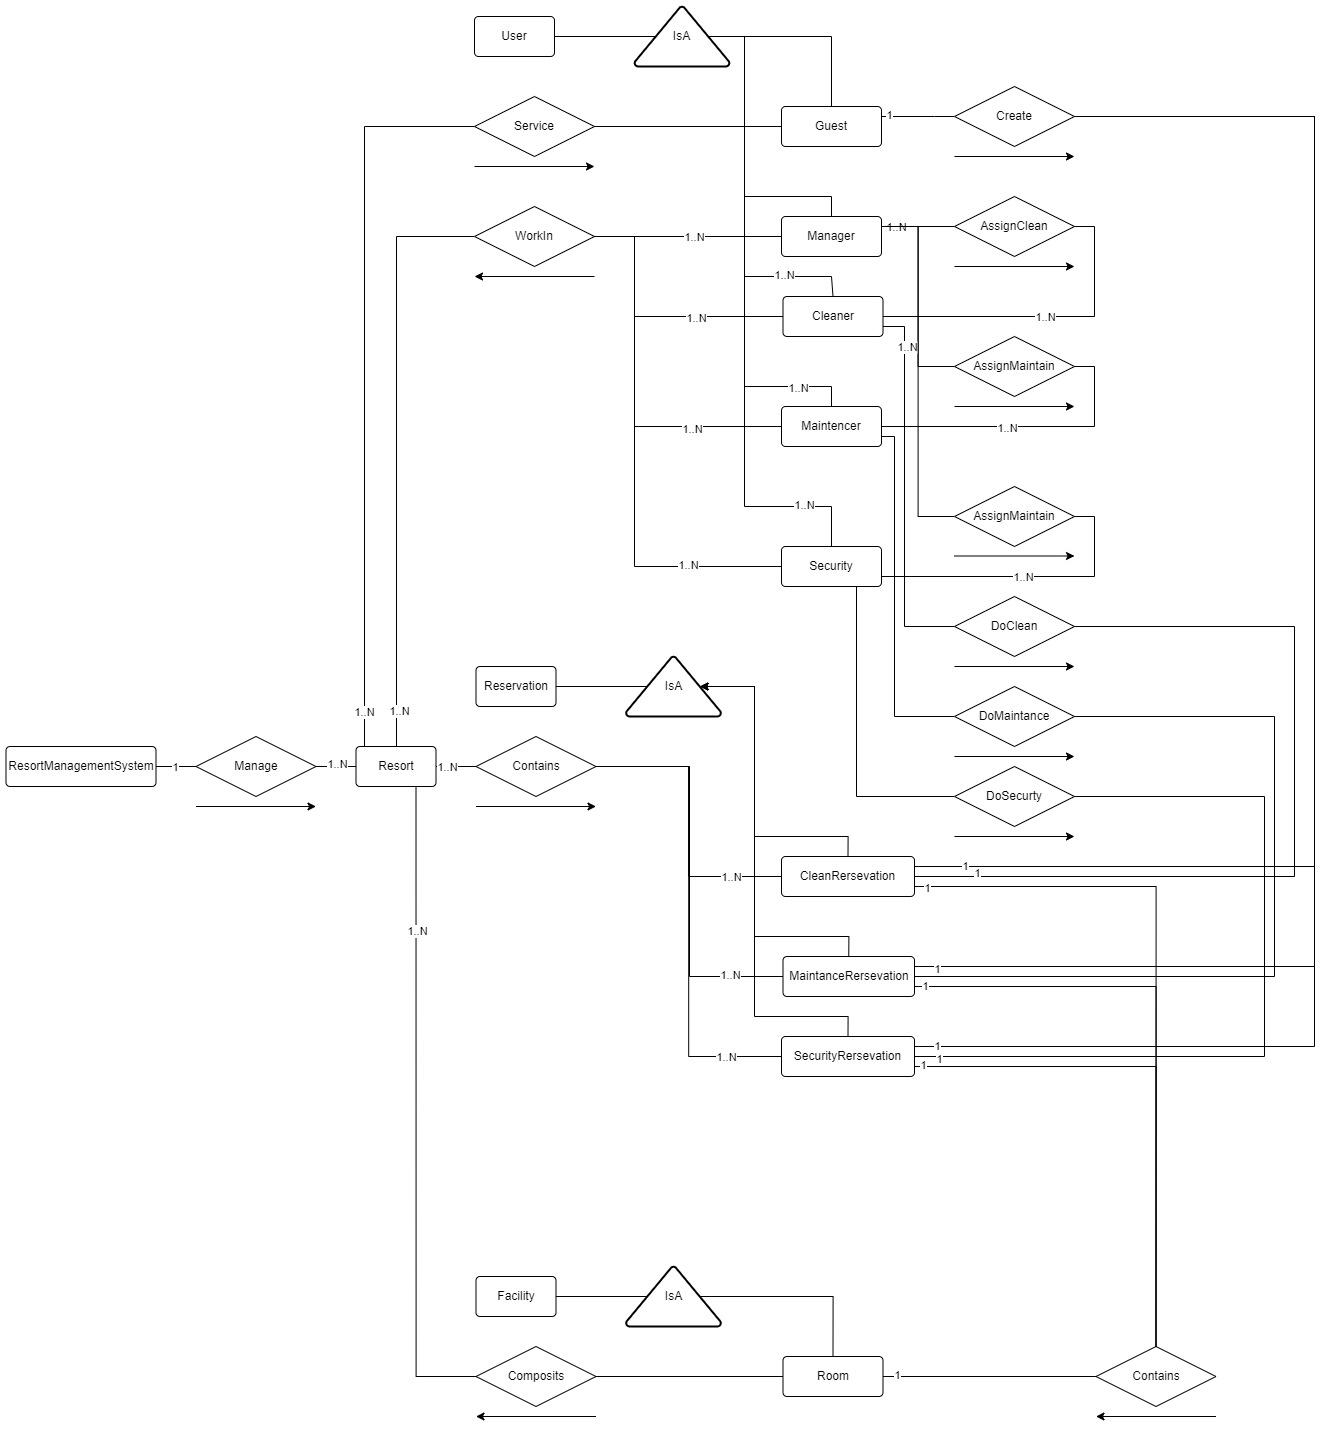 User
IsA
Service
Guest
1
Create
WorkIn
1..N
Manager
1..N
AssignClean
1..N
1..N
Cleaner
1..N
1..N
AssignMaintain
1..N
1..N
Maintencer
1..N
1..N
AssignMaintain
1..N
Security
1..N
DoClean
Reservation
IsA
1..N
1..N
DoMaintance
ResortManagementSystem
1
Manage
1..N
Resort
1..N
Contains
DoSecurty
1..N
CleanRersevation
1
1
1
1..N
1..N
MaintanceRersevation
1
1
1..N
SecurityRersevation
1
1
1
Facility
IsA
Composits
Room
1
Contains